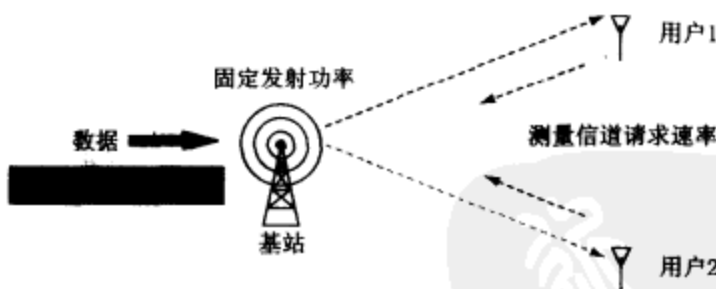 用户1
固定发射功率
数据
测量信道请求速率
基站
用户2